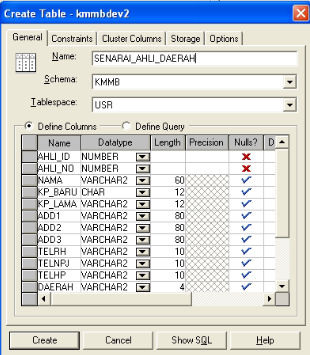 Create Table - kmmbdev2
General Constraints Cluster Columns Storage Options
Name: SENARAI_AHLI_DAERAH
Schema: KMMB
Tablespace: USR
Define Columns Define Query
Name Datatype Length Precision Nulls? D
AHLI_ID NUMBER
AHLI_NO NUMBER
NAMA VARCHAR2 60
KP_BARU CHAR 12
KP_LAMA VARCHAR2 12
ADD1 VARCHAR2 80
ADD2 VARCHAR2 80
ADD3 VARCHAR2 80
TELRH VARCHAR2 10
TELNPJ VARCHAR2 10
TELHP VARCHAR2 10
DAERAH VARCHAR2 4
Create Cancel Show SQL Help